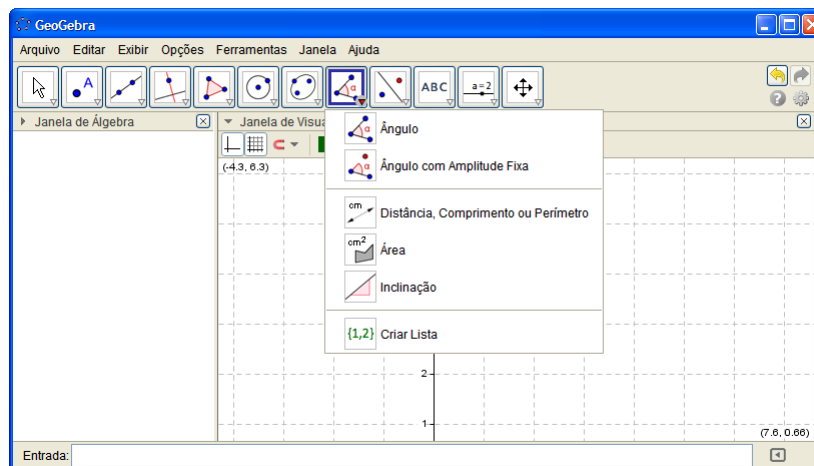 GeoGebra
Arquivo Editar Exibir Opções Ferramentas Janela Ajuda
A
α
ABC
a=2
Janela de Álgebra
Janela de Visua
(-4.3, 6.3)
α Ângulo
α Ângulo com Amplitude Fixa
cm Distância, Comprimento ou Perímetro
cm2 Área
Inclinação
{1,2} Criar Lista
2
1
(7.6, 0.66)
Entrada: